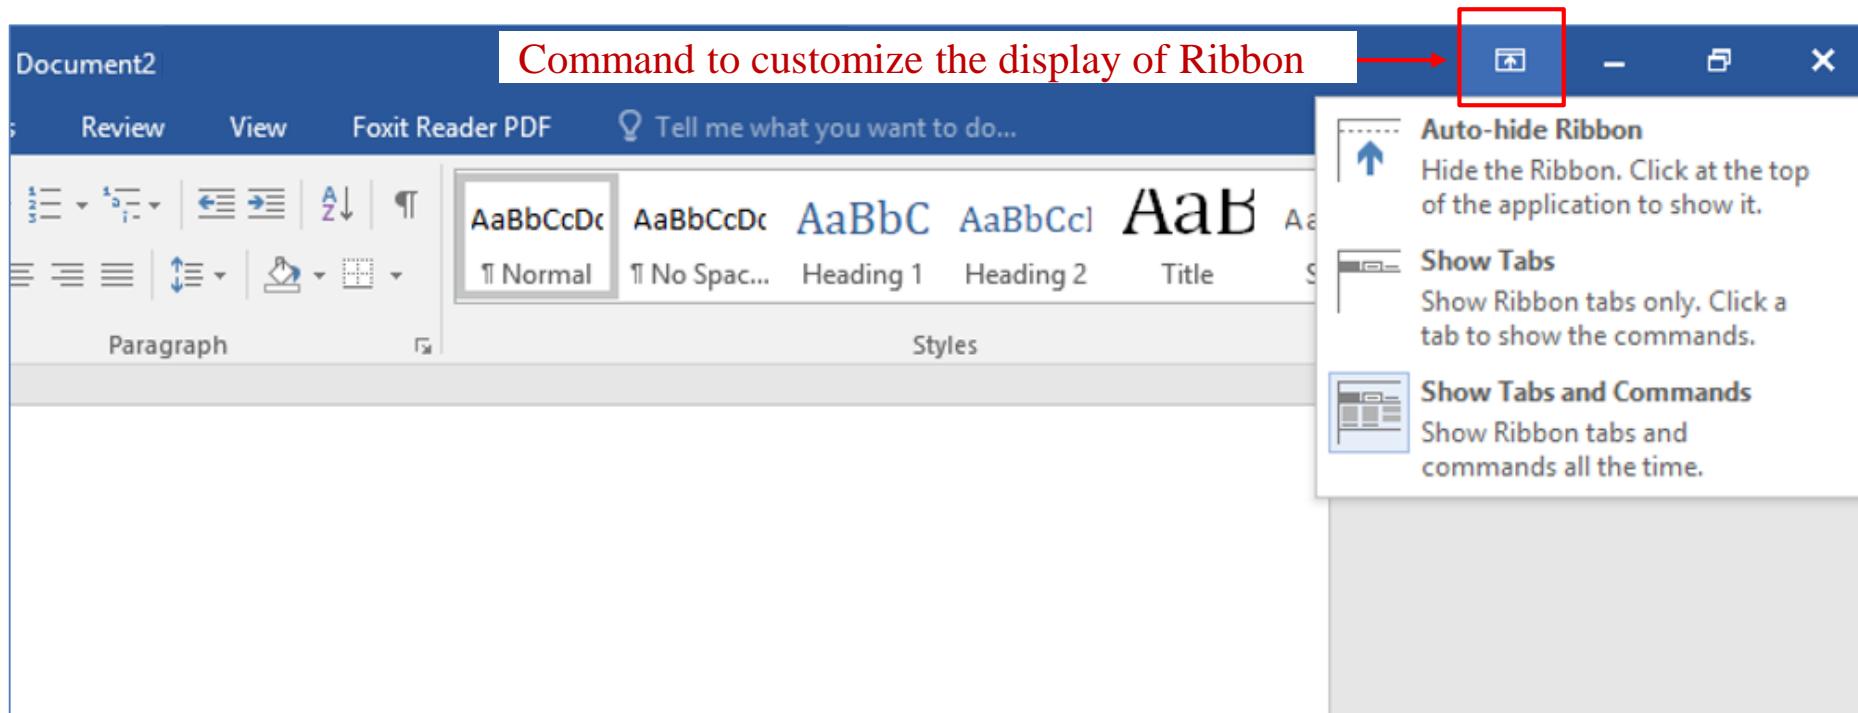 Document2
Command to customize the display of Ribbon
s Review View Foxit Reader PDF Tell me what you want to do...
Auto-hide Ribbon
Hide the Ribbon. Click at the top
of the application to show it.
Show Tabs
Show Ribbon tabs only. Click a
tab to show the commands.
Show Tabs and Commands
Show Ribbon tabs and
commands all the time.
AaBbCcDc AaBbCcDc AaBbC AaBbCcl AaB Aa
¶ Normal ¶ No Spac... Heading 1 Heading 2 Title S
Paragraph Styles